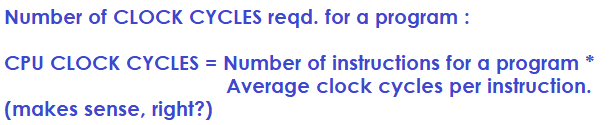 Number of CLOCK CYCLES reqd. for a program :
CPU CLOCK CYCLES = Number of instructions for a program *
Average clock cycles per instruction.
(makes sense, right?)